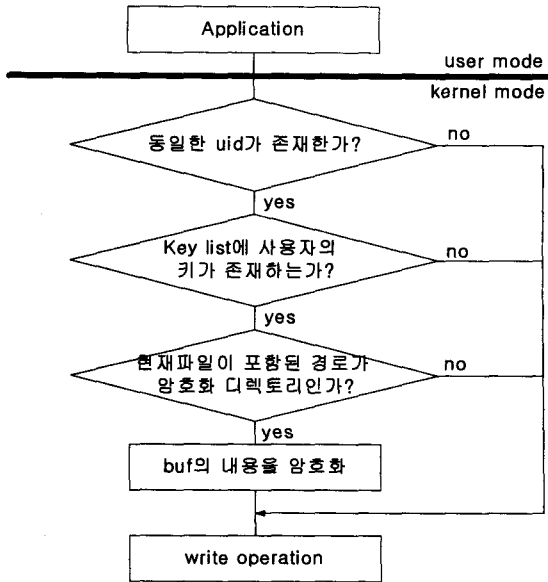 Application
user mode
kernel mode
동일한 uid가 존재한가?
no
yes
Key list에 사용자의
키가 존재하는가?
no
yes
현재파일이 포함된 경로가
암호화 디렉토리인가?
no
yes
buf의 내용을 암호화
write operation